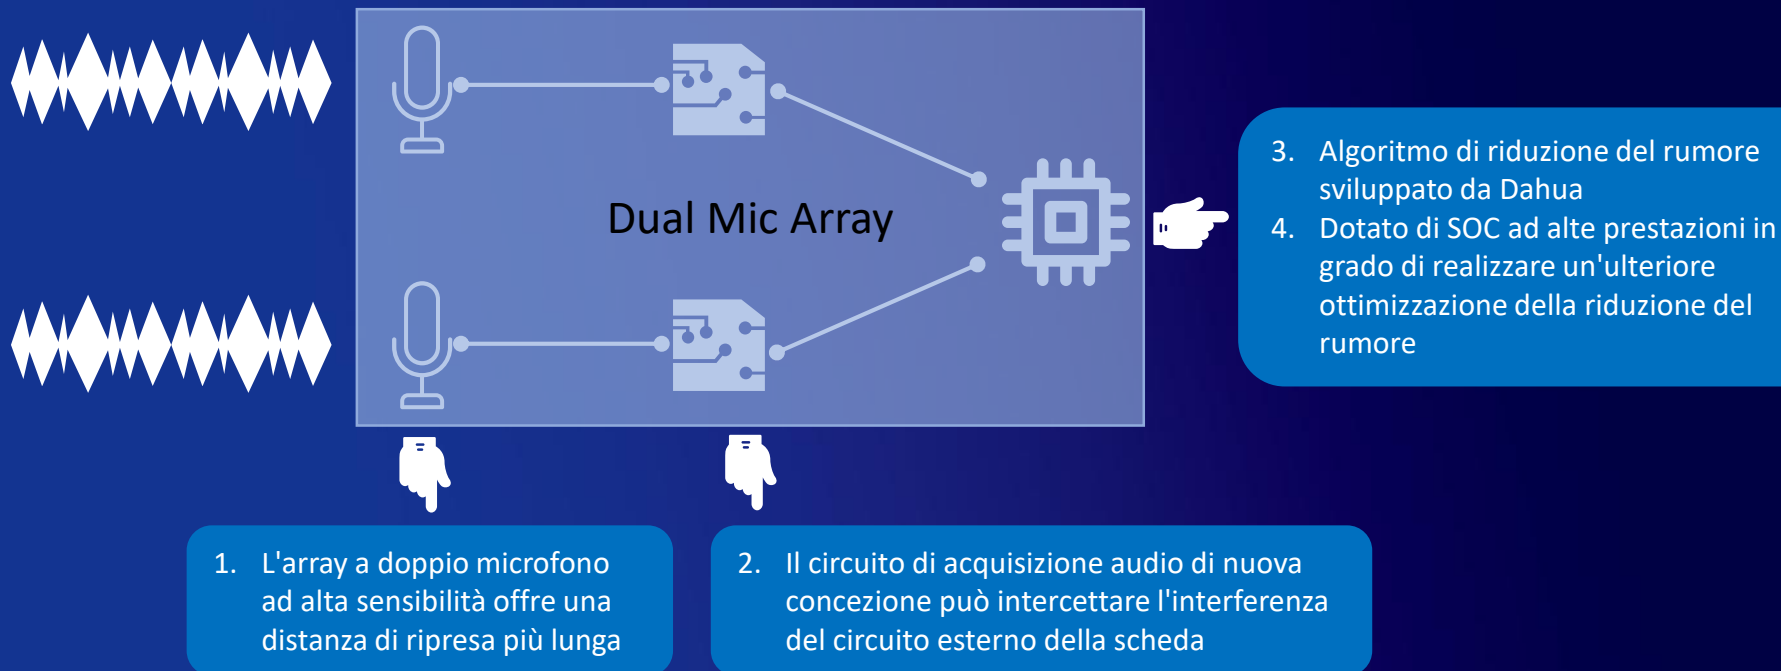 Dual Mic Array
3. Algoritmo di riduzione del rumore
sviluppato da Dahua
4. Dotato di SOC ad alte prestazioni in
grado di realizzare un'ulteriore
ottimizzazione della riduzione del
rumore
1. L'array a doppio microfono
ad alta sensibilità offre una
distanza di ripresa più lunga
2. Il circuito di acquisizione audio di nuova
concezione può intercettare l'interferenza
del circuito esterno della scheda